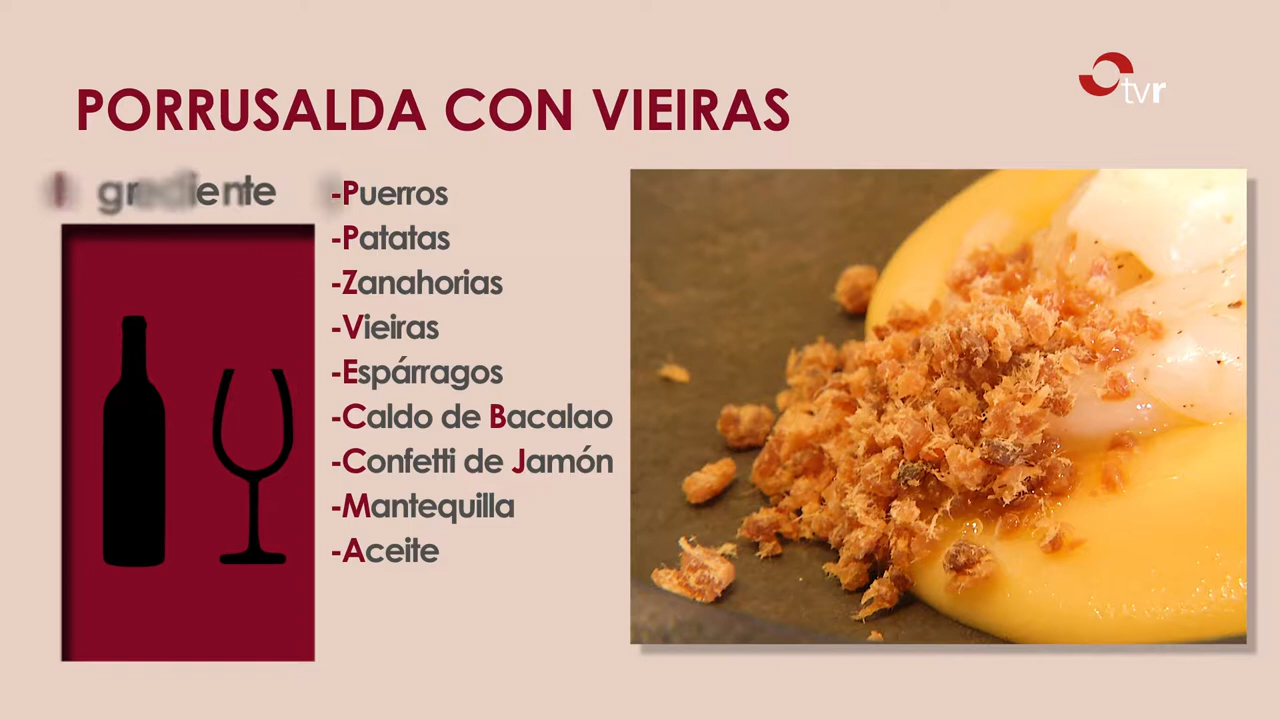 PORRUSALDA CON VIEIRAS
tvr
-Puerros
-Patatas
-Zanahorias
-Vieiras
-Espárragos
-Caldo de Bacalao
-Confetti de Jamón
-Mantequilla
-Aceite